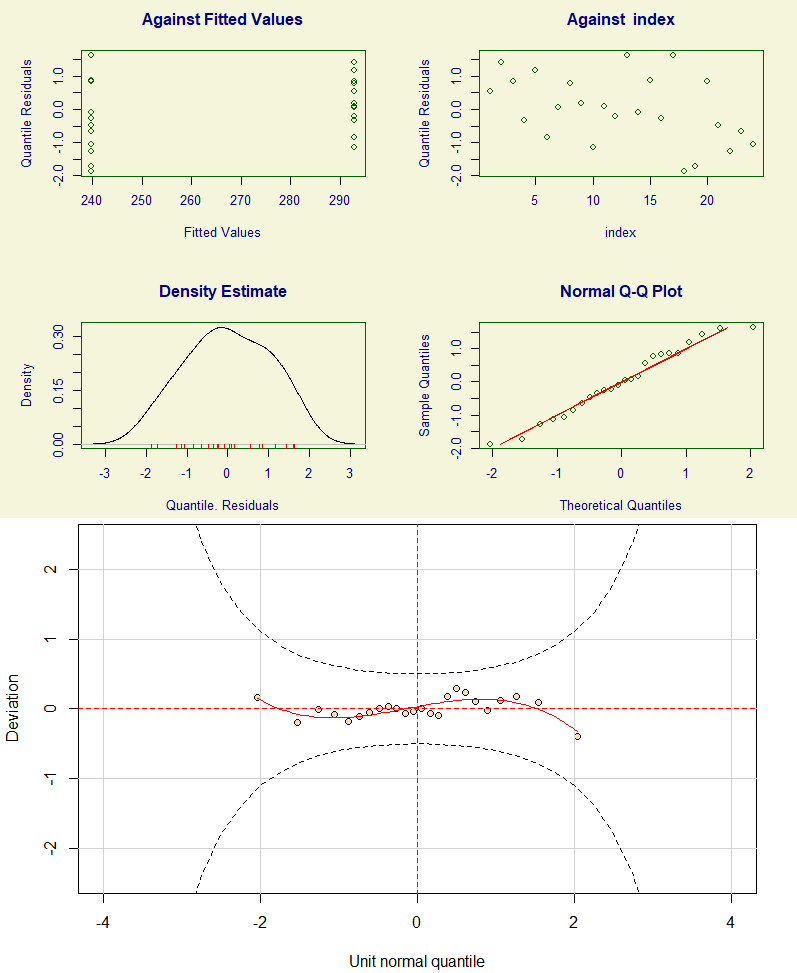 Against Fitted Values
Quantile Residuals
-2.0 -1.0 0.0 1.0
240 250 260 270 280 290
Fitted Values
Against index
Quantile Residuals
-2.0 -1.0 0.0 1.0
5 10 15 20
index
Density Estimate
Density
0.00 0.15 0.30
-3 -2 -1 0 1 2 3
Quantile. Residuals
Normal Q-Q Plot
Sample Quantiles
-2.0 -1.0 0.0 1.0
-2 -1 0 1 2
Theoretical Quantiles
Deviation
-2 -1 0 1 2
-4 -2 0 2 4
Unit normal quantile